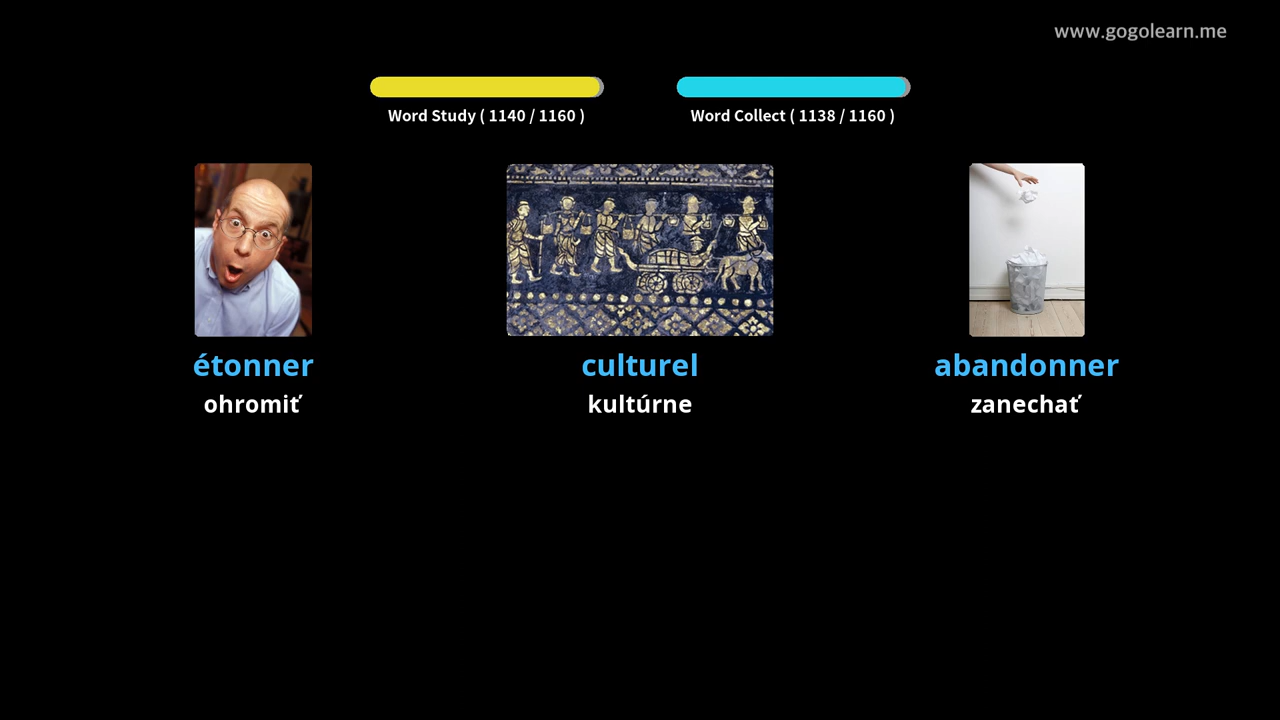 www.gogolearn.me
Word Study ( 1140 / 1160 )
Word Collect ( 1138 / 1160 )
étonner
ohromiť
culturel
kultúrne
abandonner
zanechať